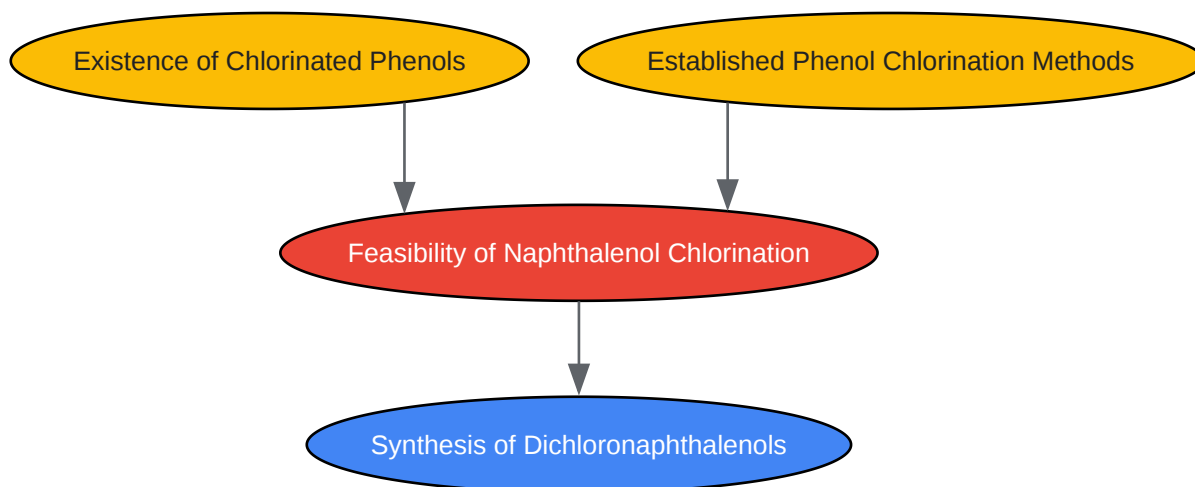 Existence of Chlorinated Phenols
Established Phenol Chlorination Methods
Feasibility of Naphthalenol Chlorination
Synthesis of Dichloronaphthalenols